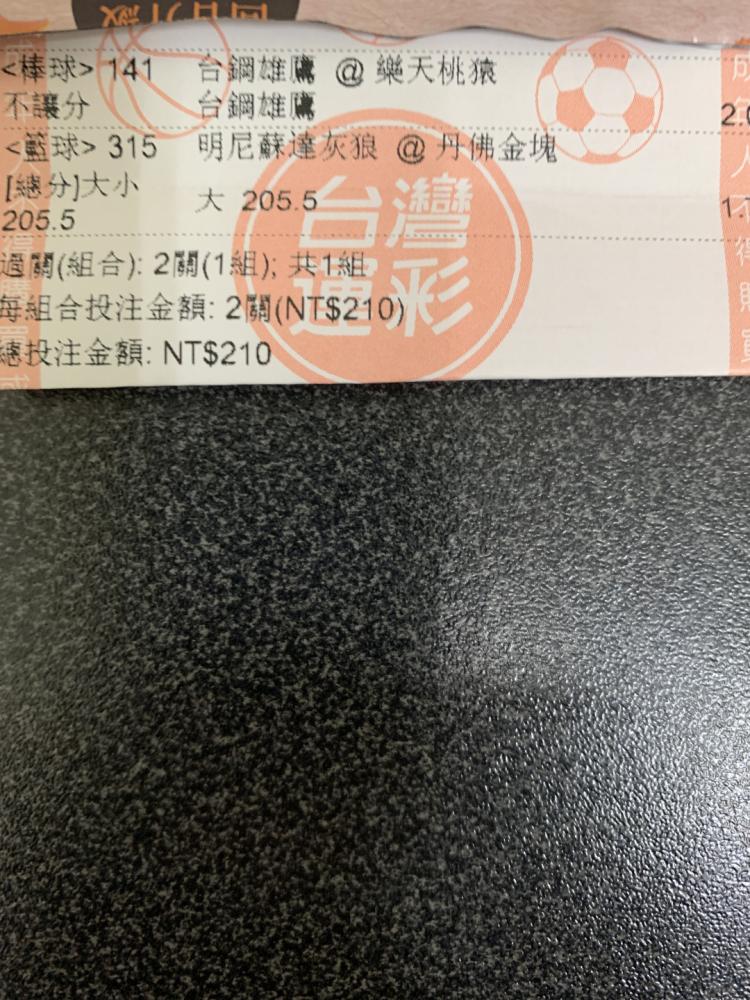 <棒球> 141 台鋼雄鷹 @ 樂天桃猿
不讓分 台鋼雄鷹
<籃球> 315 明尼蘇達灰狼 @ 丹佛金塊
[總分]大小 大 205.5
205.5
過關(組合): 2關(1組); 共1組
每組合投注金額: 2關(NT$210)
總投注金額: NT$210
台灣
運彩